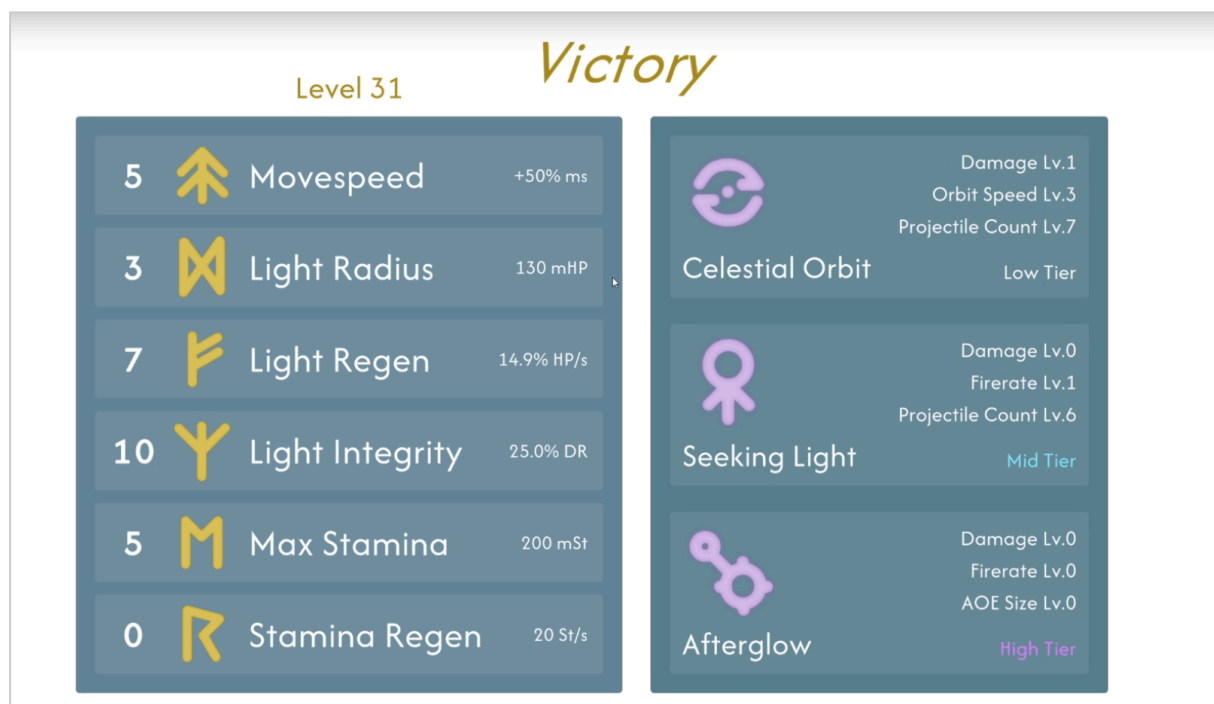 Victory
Level 31
5 Movespeed +50% ms
3 Light Radius 130 mHP
7 Light Regen 14.9% HP/s
10 Light Integrity 25.0% DR
5 Max Stamina 200 mSt
0 Stamina Regen 20 St/s
Damage Lv.1
Orbit Speed Lv.3
Projectile Count Lv.7
Celestial Orbit Low Tier
Damage Lv.0
Firerate Lv.1
Projectile Count Lv.6
Seeking Light Mid Tier
Damage Lv.0
Firerate Lv.0
AOE Size Lv.0
Afterglow High Tier